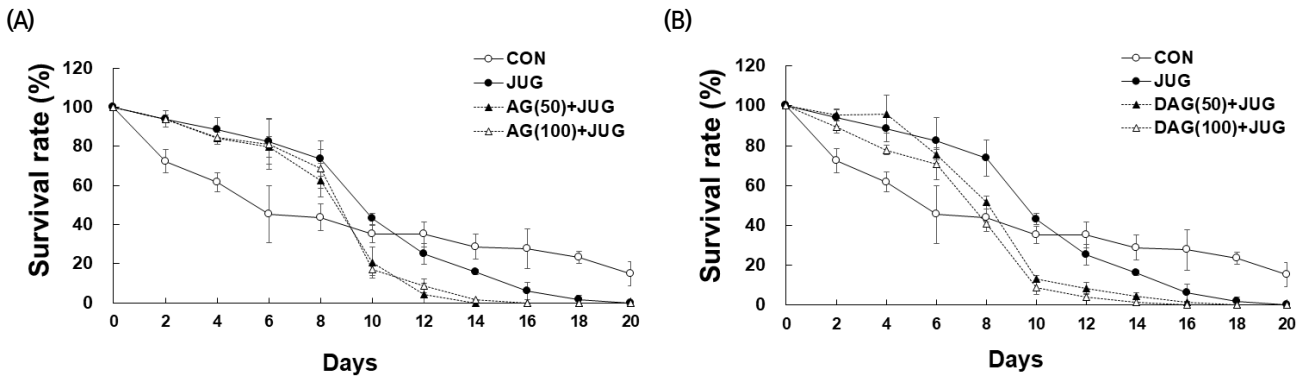 (A)
CON
JUG
AG(50)+JUG
AG(100)+JUG
Survival rate (%)
120
100
80
60
40
20
0
0 2 4 6 8 10 12 14 16 18 20
Days
(B)
CON
JUG
DAG(50)+JUG
DAG(100)+JUG
Survival rate (%)
120
100
80
60
40
20
0
0 2 4 6 8 10 12 14 16 18 20
Days